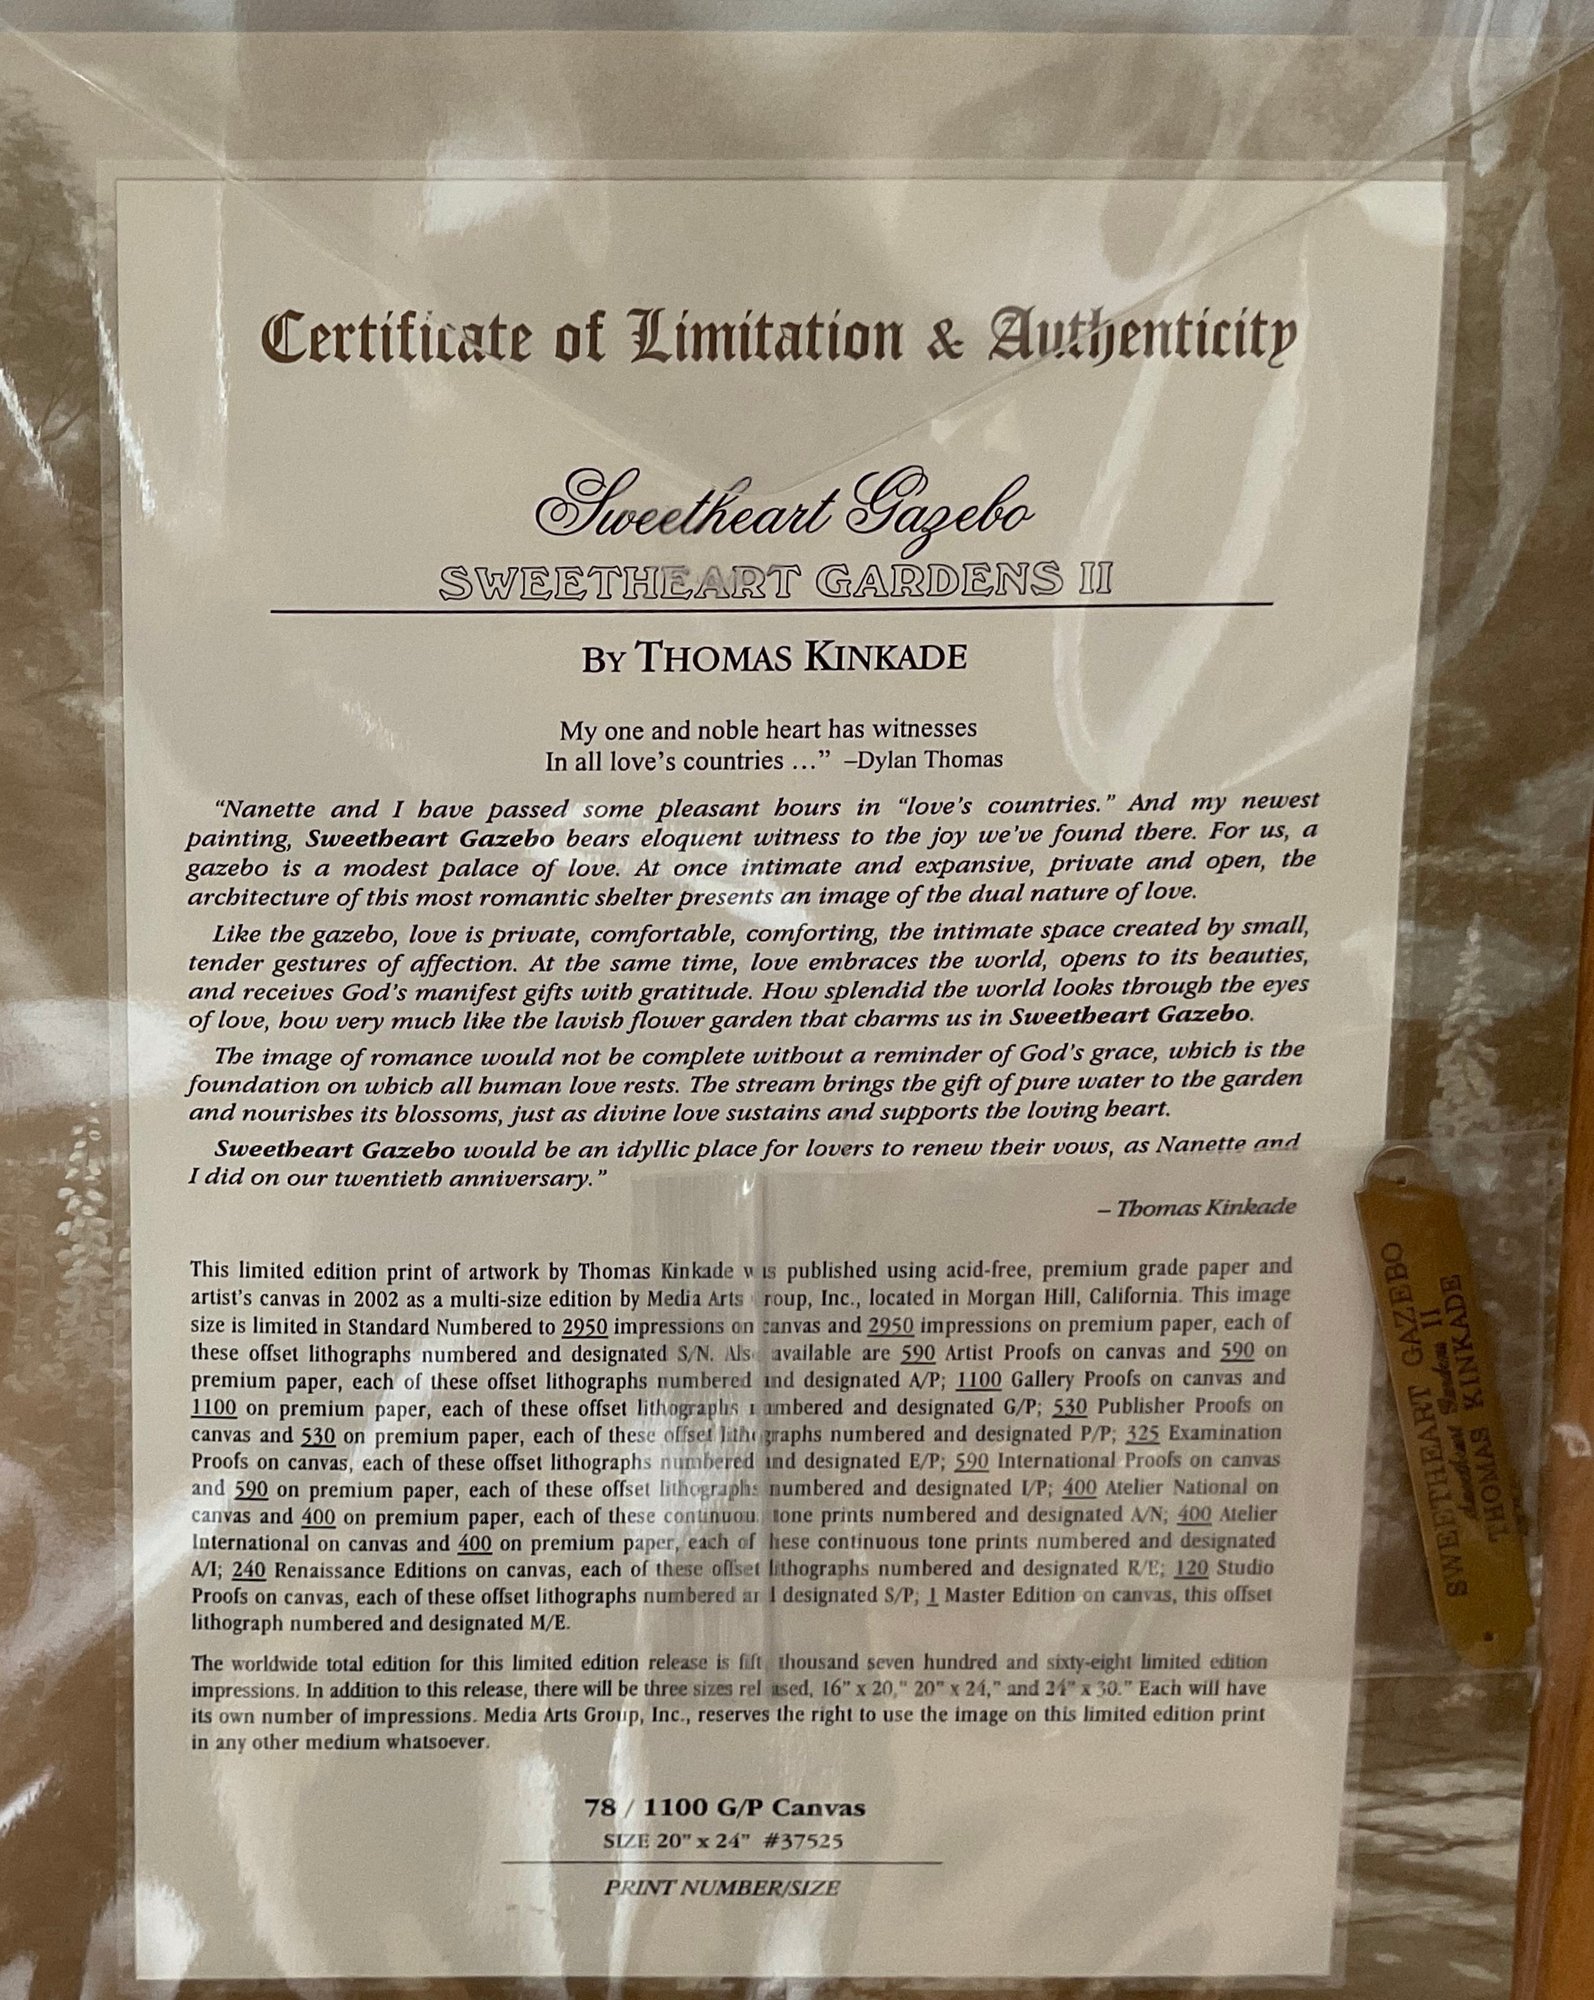 Certificate of Limitation & Authenticity
Sweetheart Gazebo
SWEETHEART GARDENS II
BY THOMAS KINKADE
My one and noble heart has witnesses
In all love's countries ..." –Dylan Thomas
"Nanette and I have passed some pleasant hours in "love's countries." And my newest
painting, Sweetheart Gazebo bears eloquent witness to the joy we've found there. For us, a
gazebo is a modest palace of love. At once intimate and expansive, private and open, the
architecture of this most romantic shelter presents an image of the dual nature of love.
Like the gazebo, love is private, comfortable, comforting, the intimate space created by small,
tender gestures of affection. At the same time, love embraces the world, opens to its beauties,
and receives God's manifest gifts with gratitude. How splendid the world looks through the eyes
of love, how very much like the lavish flower garden that charms us in Sweetheart Gazebo.
The image of romance would not be complete without a reminder of God's grace, which is the
foundation on which all human love rests. The stream brings the gift of pure water to the garden
and nourishes its blossoms, just as divine love sustains and supports the loving heart.
Sweetheart Gazebo would be an idyllic place for lovers to renew their vows, as Nanette and
I did on our twentieth anniversary."
– Thomas Kinkade
This limited edition print of artwork by Thomas Kinkade was published using acid-free, premium grade paper and
artist's canvas in 2002 as a multi-size edition by Media Arts Group, Inc., located in Morgan Hill, California. This image
size is limited in Standard Numbered to 2950 impressions on canvas and 2950 impressions on premium paper, each of
these offset lithographs numbered and designated S/N. Also available are 590 Artist Proofs on canvas and 590 on
premium paper, each of these offset lithographs numbered and designated A/P; 1100 Gallery Proofs on canvas and
1100 on premium paper, each of these offset lithographs numbered and designated G/P; 530 Publisher Proofs on
canvas and 530 on premium paper, each of these offset lithographs numbered and designated P/P; 325 Examination
Proofs on canvas, each of these offset lithographs numbered and designated E/P; 590 International Proofs on canvas
and 590 on premium paper, each of these offset lithographs numbered and designated I/P; 400 Atelier National on
canvas and 400 on premium paper, each of these continuous tone prints numbered and designated A/N; 400 Atelier
International on canvas and 400 on premium paper, each of these continuous tone prints numbered and designated
A/I; 240 Renaissance Editions on canvas, each of these offset lithographs numbered and designated R/E; 120 Studio
Proofs on canvas, each of these offset lithographs numbered and designated S/P; 1 Master Edition on canvas, this offset
lithograph numbered and designated M/E.
The worldwide total edition for this limited edition release is thousand seven hundred and sixty-eight limited edition
impressions. In addition to this release, there will be three sizes released, 16" x 20," 20" x 24," and 24" x 30." Each will have
its own number of impressions. Media Arts Group, Inc., reserves the right to use the image on this limited edition print
in any other medium whatsoever.
78 / 1100 G/P Canvas
SIZE 20" x 24" #37525
PRINT NUMBER/SIZE
SWEETHEART GAZEBO
Sweetheart Gardens II
THOMAS KINKADE